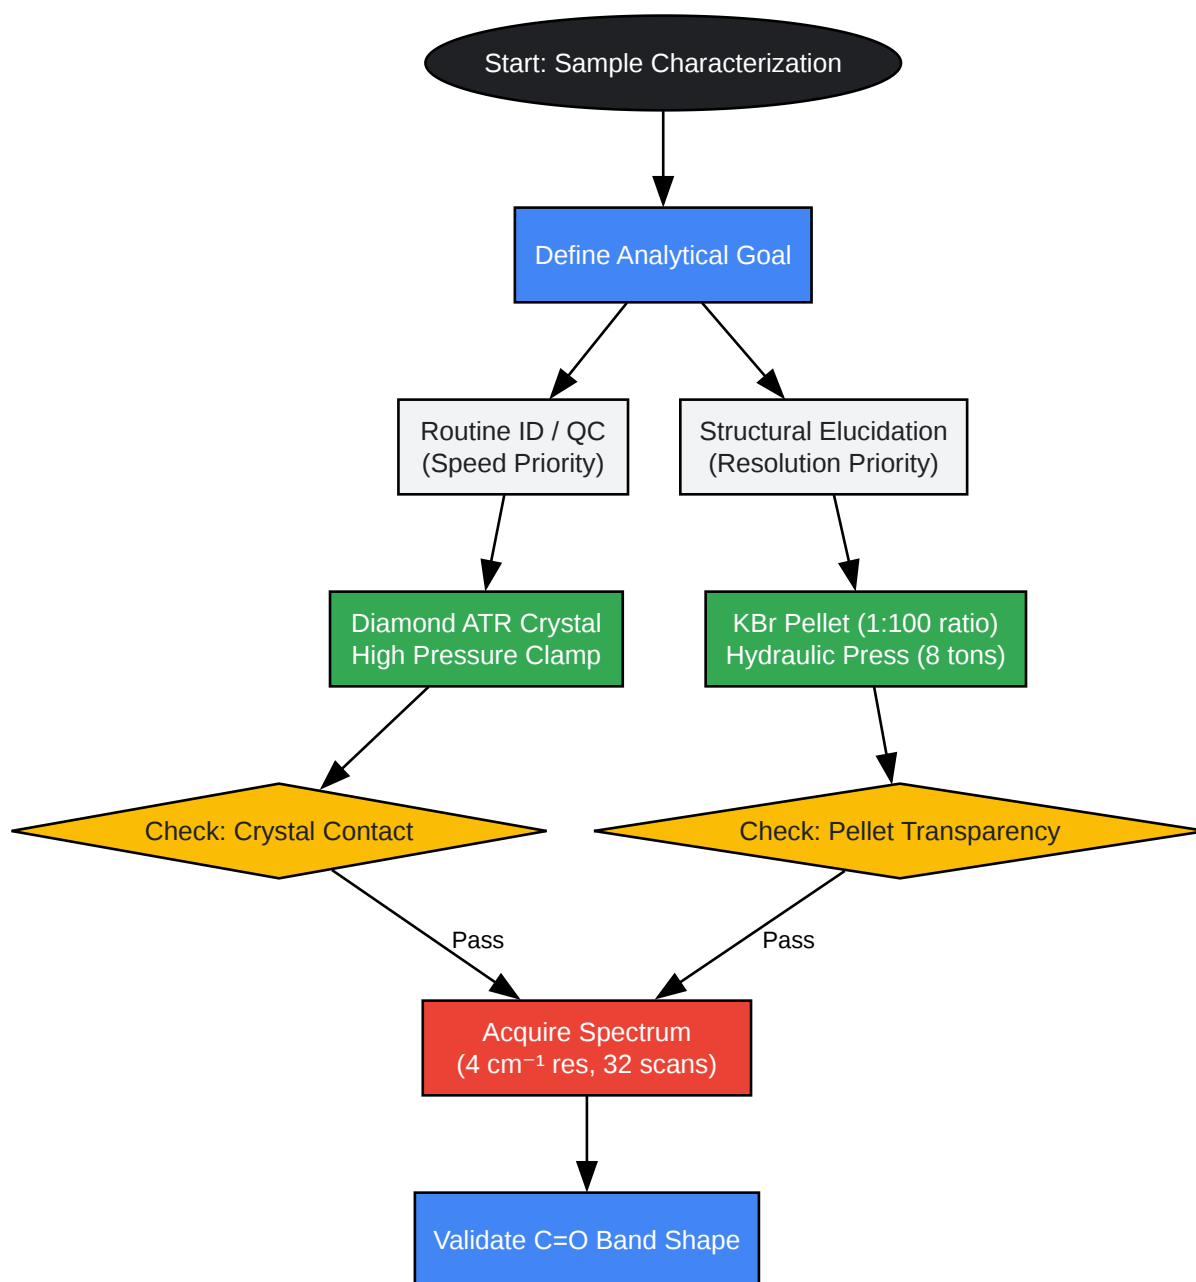 Start: Sample Characterization
Define Analytical Goal
Routine ID / QC
(Speed Priority)
Structural Elucidation
(Resolution Priority)
Diamond ATR Crystal
High Pressure Clamp
KBr Pellet (1:100 ratio)
Hydraulic Press (8 tons)
Check: Crystal Contact
Check: Pellet Transparency
Pass
Pass
Acquire Spectrum
(4 cm⁻¹ res, 32 scans)
Validate C=O Band Shape